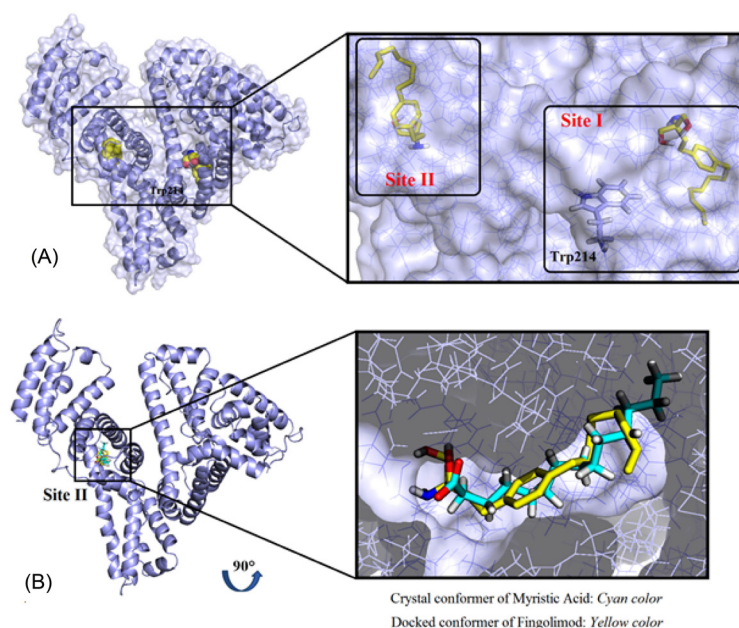 Trp214
Site I
Site II
Trp214
(A)
Site II
90°
(B)
Crystal conformer of Myristic Acid: Cyan color
Docked conformer of Fingolimod: Yellow color